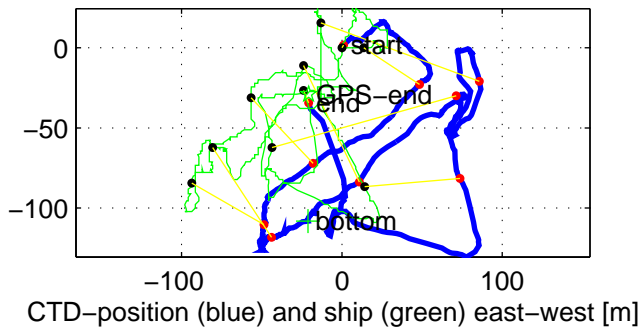 0
start
GPS−end
end
−50
−100
bottom
−100
0
100
CTD−position (blue) and ship (green) east−west [m]